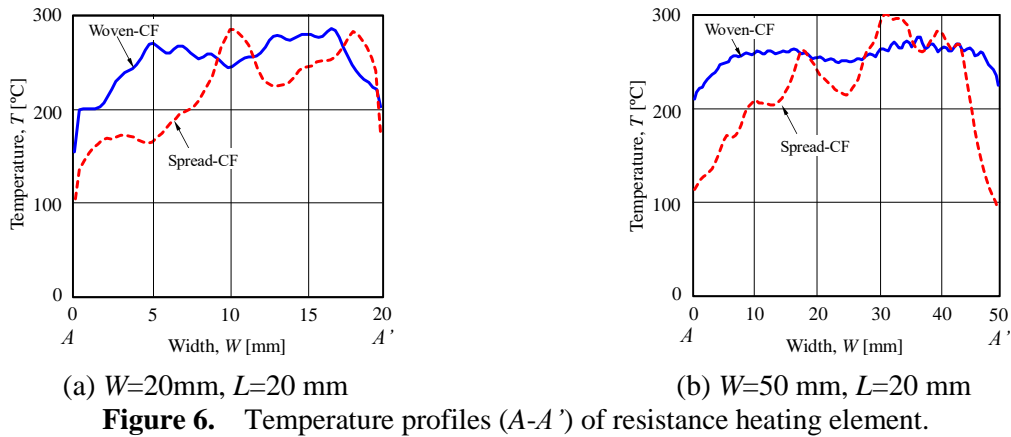 300
Woven-CF
200
Temperature, T [ºC]
Spread-CF
100
0
0 5 10 15 20
A Width, W [mm] A’
(a) W=20mm, L=20 mm
300
Woven-CF
200
Temperature, T [ºC]
Spread-CF
100
0
0 10 20 30 40 50
A Width, W [mm] A’
(b) W=50 mm, L=20 mm
Figure 6. Temperature profiles (A-A’) of resistance heating element.